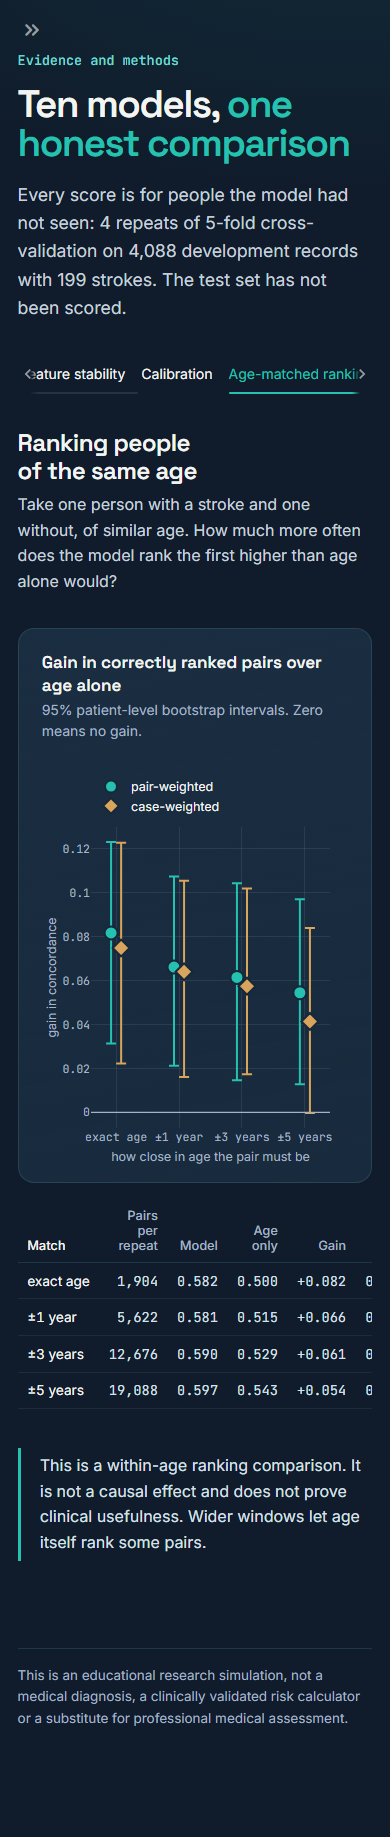 Evidence and methods
Ten models, one
honest comparison
Every score is for people the model had
not seen: 4 repeats of 5-fold cross-
validation on 4,088 development records
with 199 strokes. The test set has not
been scored.
ature stability Calibration Age-matched ranki
Ranking people
of the same age
Take one person with a stroke and one
without, of similar age. How much more often
does the model rank the first higher than age
alone would?
Gain in correctly ranked pairs over
age alone
95% patient-level bootstrap intervals. Zero
means no gain.
pair-weighted
case-weighted
0.12
0.1
0.08
0.06
0.04
0.02
0
gain in concordance
exact age ±1 year ±3 years ±5 years
how close in age the pair must be
Pairs
per Age
Match repeat Model only Gain
exact age 1,904 0.582 0.500 +0.082 0
±1 year 5,622 0.581 0.515 +0.066 0
±3 years 12,676 0.590 0.529 +0.061 0
±5 years 19,088 0.597 0.543 +0.054 0
This is a within-age ranking comparison. It
is not a causal effect and does not prove
clinical usefulness. Wider windows let age
itself rank some pairs.
This is an educational research simulation, not a
medical diagnosis, a clinically validated risk calculator
or a substitute for professional medical assessment.